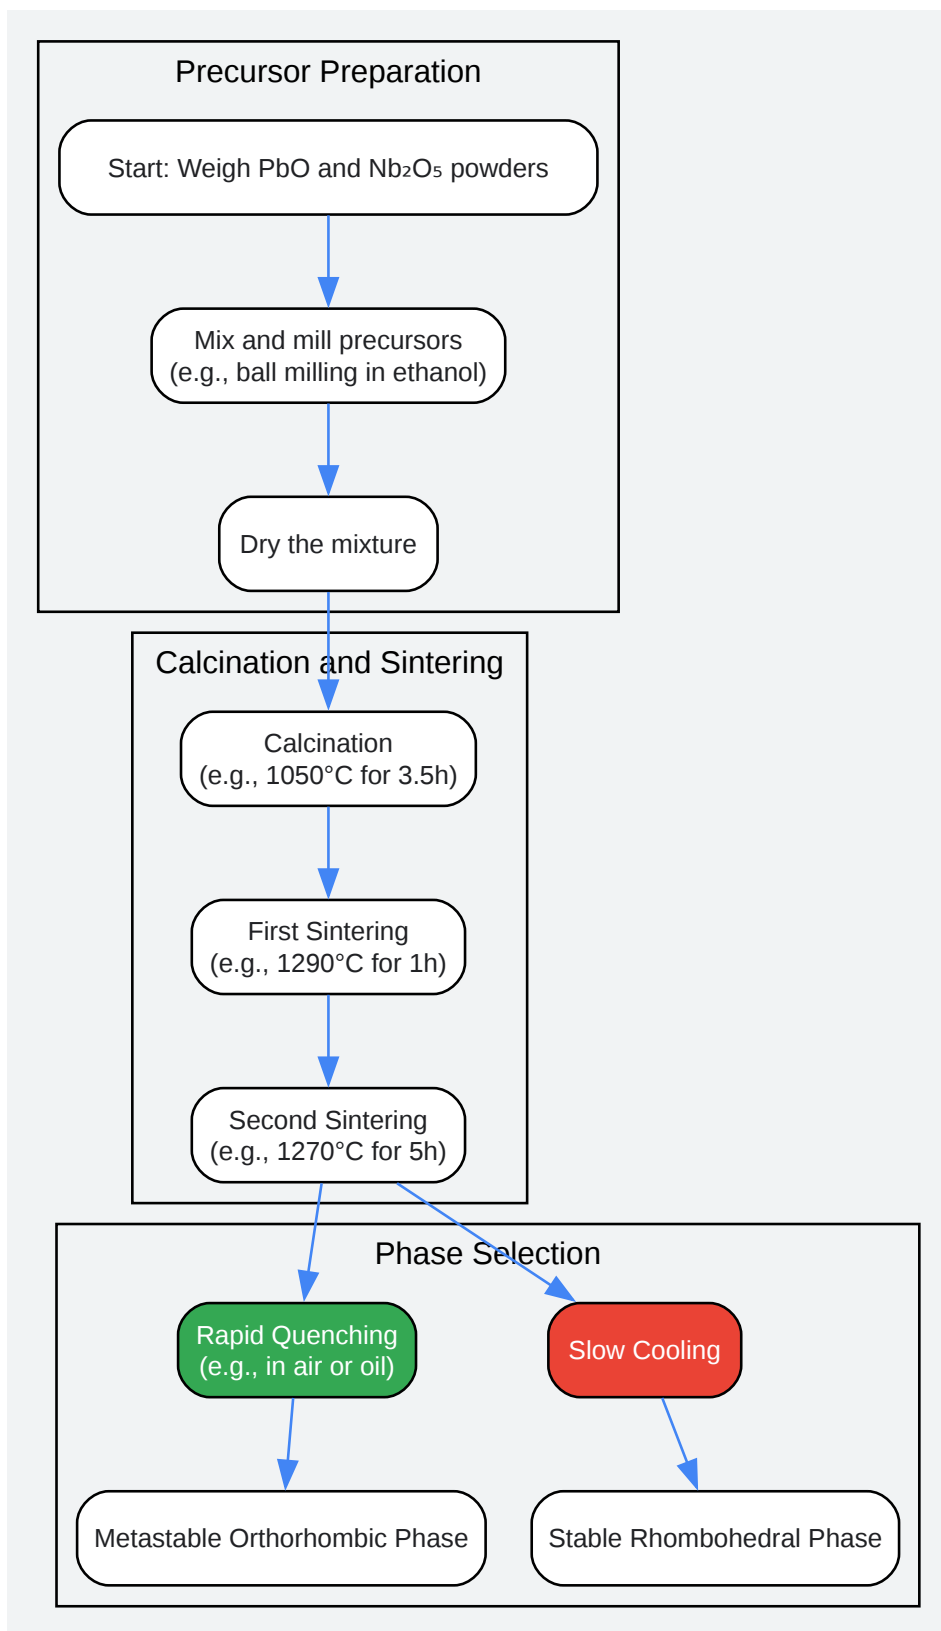 Precursor Preparation
Start: Weigh PbO and Nb₂O₅ powders
Mix and mill precursors
(e.g., ball milling in ethanol)
Dry the mixture
Calcination and Sintering
Calcination
(e.g., 1050°C for 3.5h)
First Sintering
(e.g., 1290°C for 1h)
Second Sintering
(e.g., 1270°C for 5h)
Phase Selection
Rapid Quenching
(e.g., in air or oil)
Slow Cooling
Metastable Orthorhombic Phase
Stable Rhombohedral Phase